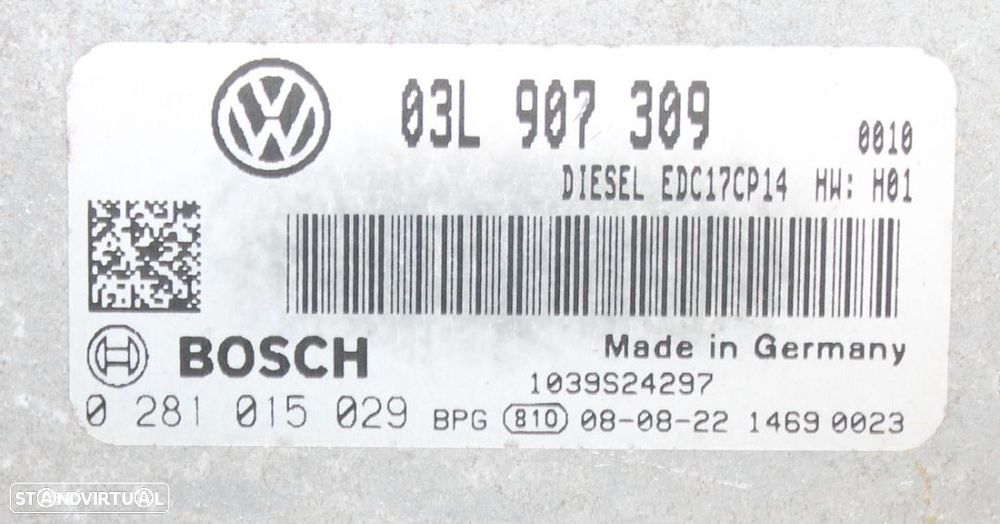 03L 907 309 0010
DIESEL EDC17CP14 HW: H01
BOSCH
Made in Germany
1039S24297
0 281 015 029 BPG 810 08-08-22 1469 0023
STANDVIRTUAL